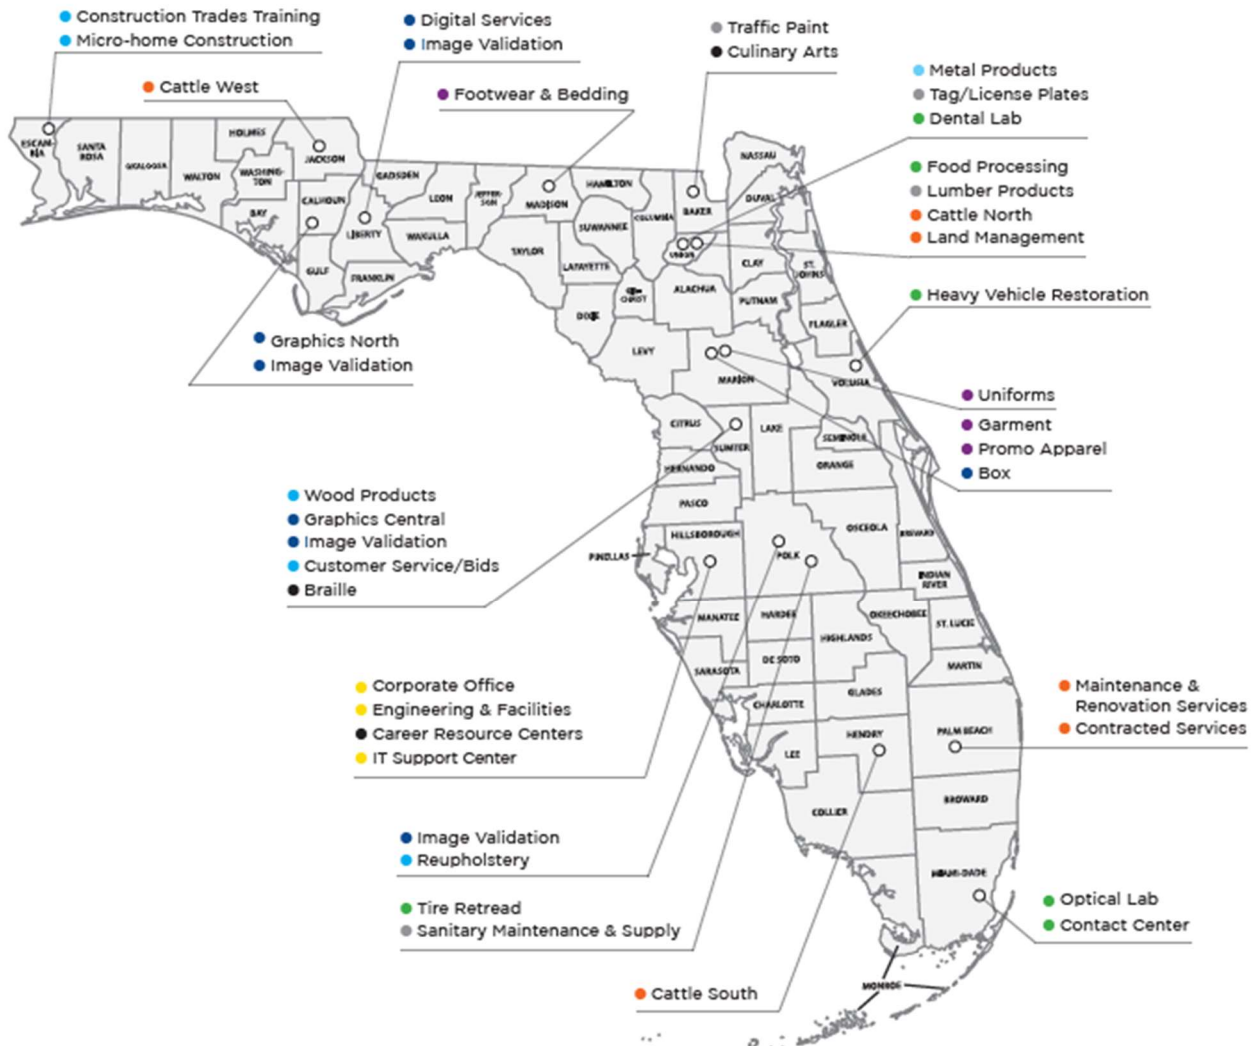 Construction Trades Training
Micro-home Construction
Digital Services
Image Validation
Traffic Paint
Culinary Arts
Cattle West
Footwear & Bedding
Metal Products
Tag/License Plates
Dental Lab
Food Processing
Lumber Products
Cattle North
Land Management
Heavy Vehicle Restoration
Graphics North
Image Validation
Uniforms
Garment
Promo Apparel
Box
Wood Products
Graphics Central
Image Validation
Customer Service/Bids
Braille
Corporate Office
Engineering & Facilities
Career Resource Centers
IT Support Center
Maintenance &
Renovation Services
Contracted Services
Image Validation
Reupholstery
Tire Retread
Sanitary Maintenance & Supply
Optical Lab
Contact Center
Cattle South
ESCAM-
BIA
SANTA
ROSA
OKALOOSA
WALTON
HOLMES
WASHING-
TON
JACKSON
BAY
CALHOUN
GULF
LIBERTY
GADSDEN
LEON
WAKULLA
FRANKLIN
JEFFER-
SON
MADISON
TAYLOR
HAMILTON
SUWANNEE
LAFAYETTE
DIXIE
COLUMBIA
BAKER
NASSAU
DUVAL
UNION
CLAY
ST.
JOHNS
CHRIST
ALACHUA
PUTNAM
FLAGLER
LEVY
MARION
VOLUSIA
CITRUS
SUMTER
LAKE
SEMINOLE
ORANGE
HERNANDO
PASCO
HILLSBOROUGH
PINELLAS
POLK
OSCEOLA
BREVARD
INDIAN
RIVER
MANATEE
HARDEE
HIGHLANDS
OKEECHOBEE
ST. LUCIE
SARASOTA
DE SOTO
MARTIN
CHARLOTTE
GLADES
LEE
HENDRY
PALM BEACH
COLLIER
BROWARD
MIAMI-DADE
MONROE